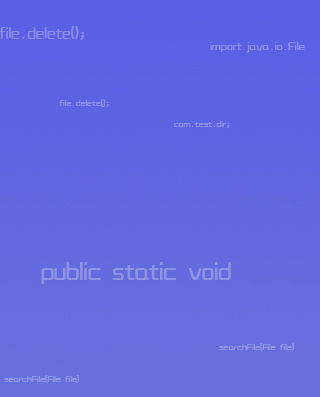 file.delete();
import java.io.File
file.delete();
com.test.dir;
public static void
searchFile(File file)
searchFile(File file)